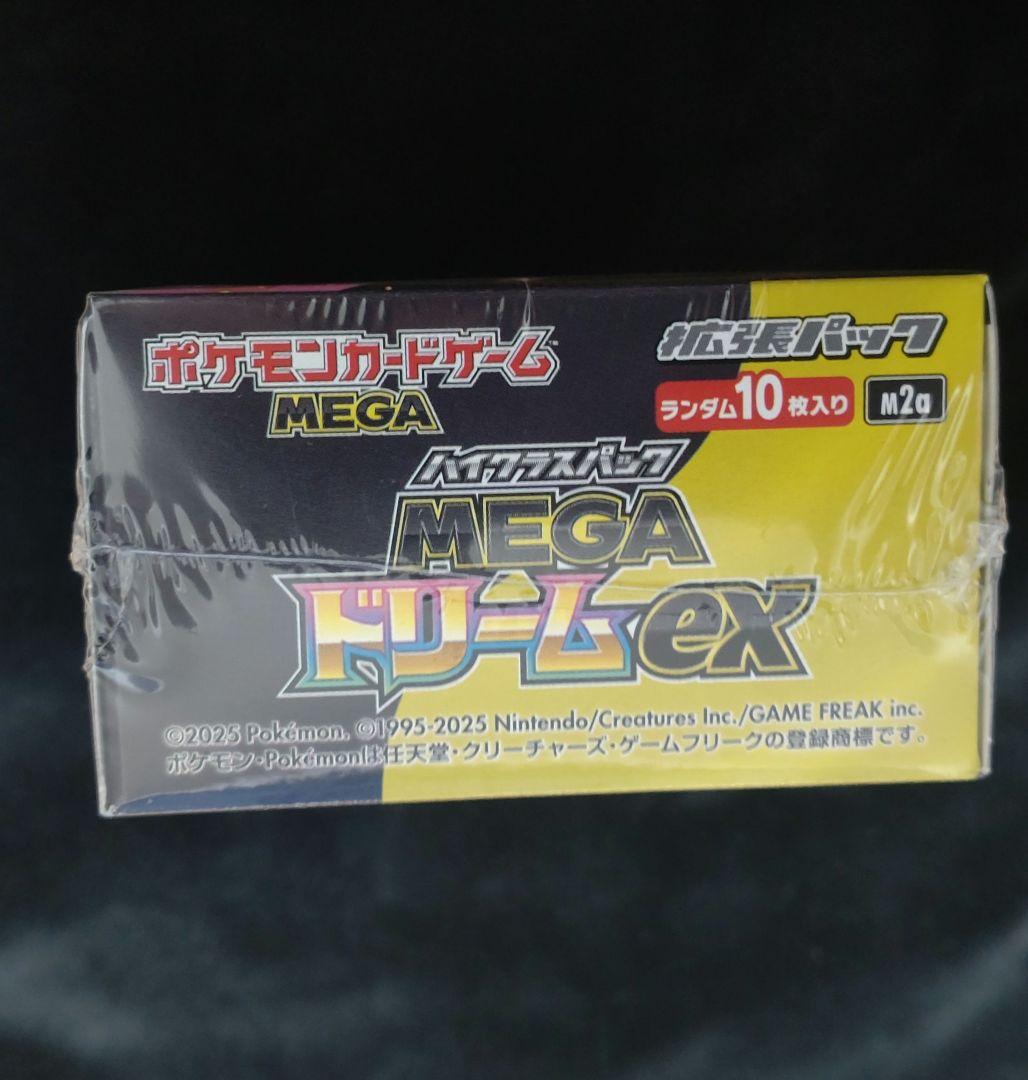 ポケモンカードゲーム™
MEGA
拡張パック
ランダム10枚入り
M2a
ハイクラスパック
MEGA
ドリームex
©2025 Pokémon. ©1995-2025 Nintendo/Creatures Inc./GAME FREAK inc.
ポケモン・Pokémonは任天堂・クリーチャーズ・ゲームフリークの登録商標です。